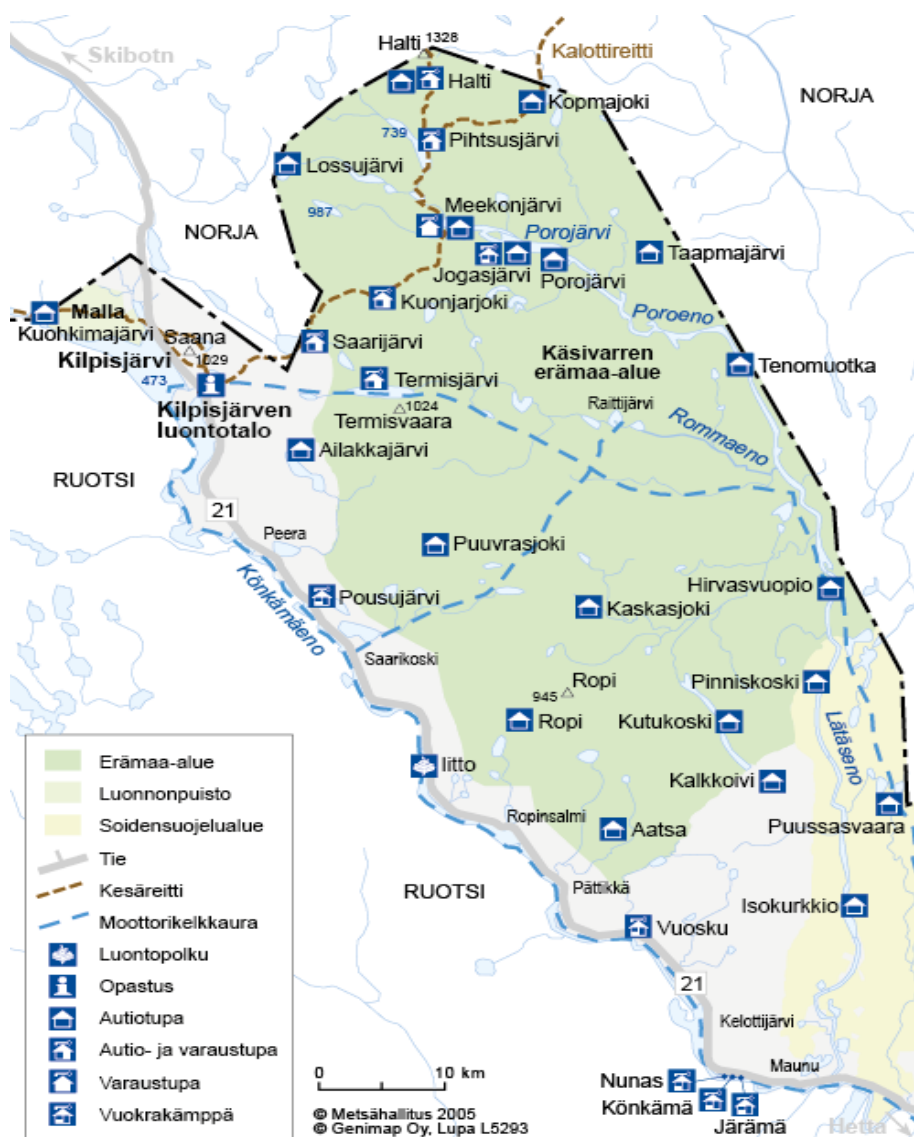 Skibotn
Halti 1328
Kalottireitti
Halti
Kopmajoki
NORJA
739
Pihtsusjärvi
Lossujärvi
987
Meekonjärvi
NORJA
Porojärvi
Taapmajärvi
Jogasjärvi
Porojärvi
Kuonjarjoki
Poroeno
Malla
Kuohkimajärvi
Saana
1029
Saarijärvi
Kilpisjärvi
Käsivarren
erämaa-alue
Tenomuotka
473
Termisjärvi
Kilpisjärven
luontotalo
1024
Termisvaara
Raittijärvi
Rommaeno
Ailakkajärvi
RUOTSI
21
Peera
Puuvrasjoki
Könkämäeno
Pousujärvi
Hirvasvuopio
Kaskasjoki
Saarikoski
Ropi
945
Pinniskoski
Ropi
Kutukoski
Lätäseno
Iitto
Kalkkoivi
Ropinsalmi
Puussasvaara
Aatsa
Pättikkä
RUOTSI
Isokurkkio
Vuosku
21
Kelottijärvi
Maunu
Nunas
Könkämä
Järämä
Hetta
Erämaa-alue
Luonnonpuisto
Soidensuojelualue
Tie
Kesäreitti
Moottorikelkkaura
Luontopolku
Opastus
Autiotupa
Autio- ja varaustupa
Varaustupa
Vuokrakämppä
0 10 km
© Metsähallitus 2005
© Genimap Oy, Lupa L5293